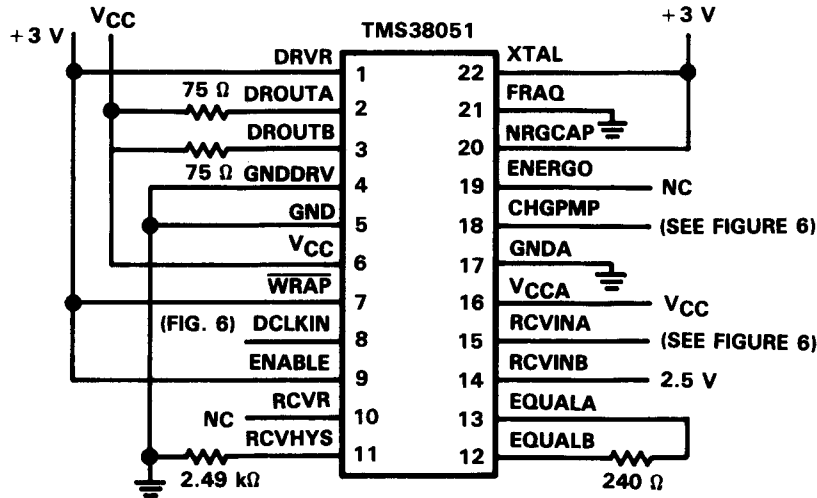 VCC
+3 V
+3 V
TMS38051
DRVR 1
22 XTAL
75 Ω DROUTA 2
21 FRAQ
DROUTB 3
75 Ω
20 NRGCAP
GNDDRV 4
19 ENERGO NC
GND 5
18 CHGPMP (SEE FIGURE 6)
VCC 6
17 GNDA
WRAP 7
16 VCCA VCC
(FIG. 6) DCLKIN 8
15 RCVINA (SEE FIGURE 6)
ENABLE 9
14 RCVINB 2.5 V
NC RCVR 10
13 EQUALA
RCVHYS 11
2.49 kΩ
12 EQUALB
240 Ω